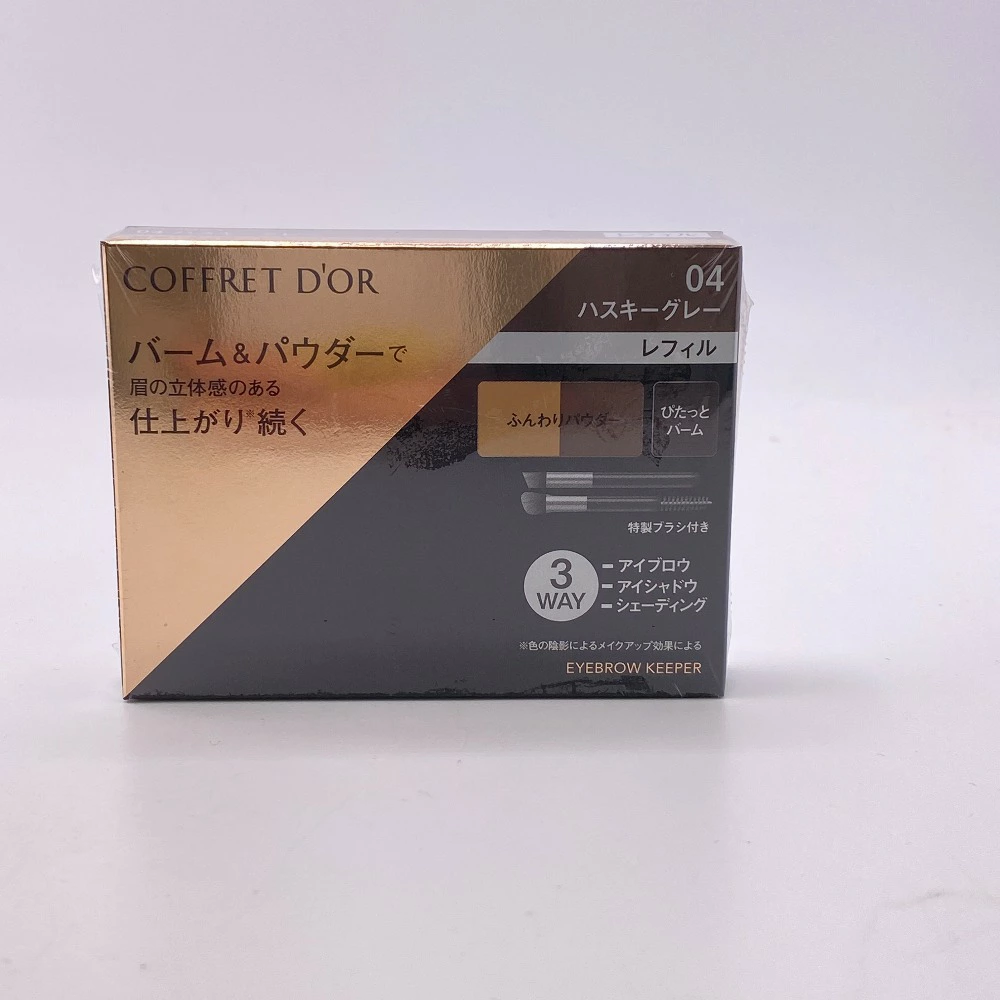 COFFRET D'OR
バーム&パウダーで
眉の立体感のある
仕上がり※続く
04
ハスキーグレー
レフィル
ふんわりパウダー
ぴたっと
バーム
特製ブラシ付き
3
WAY
アイブロウ
アイシャドウ
シェーディング
※色の陰影によるメイクアップ効果による
EYEBROW KEEPER